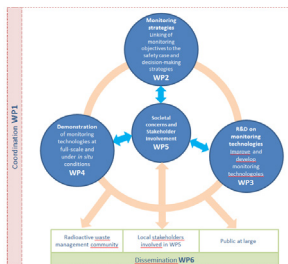 Coordination WP1
Monitoring
strategies
Linking of
monitoring
objectives to the
safety case and
decision-making
strategies
WP2
Societal
concerns and
Stakeholder
Involvement
WP5
Demonstration
of monitoring
technologies at
full-scale and
under in situ
conditions
WP4
R&D on
monitoring
technologies
Improve and
develop
monitoring
technologies
WP3
Radioactive waste
management community
Local stakeholders
involved in WP5
Public at large
Dissemination WP6